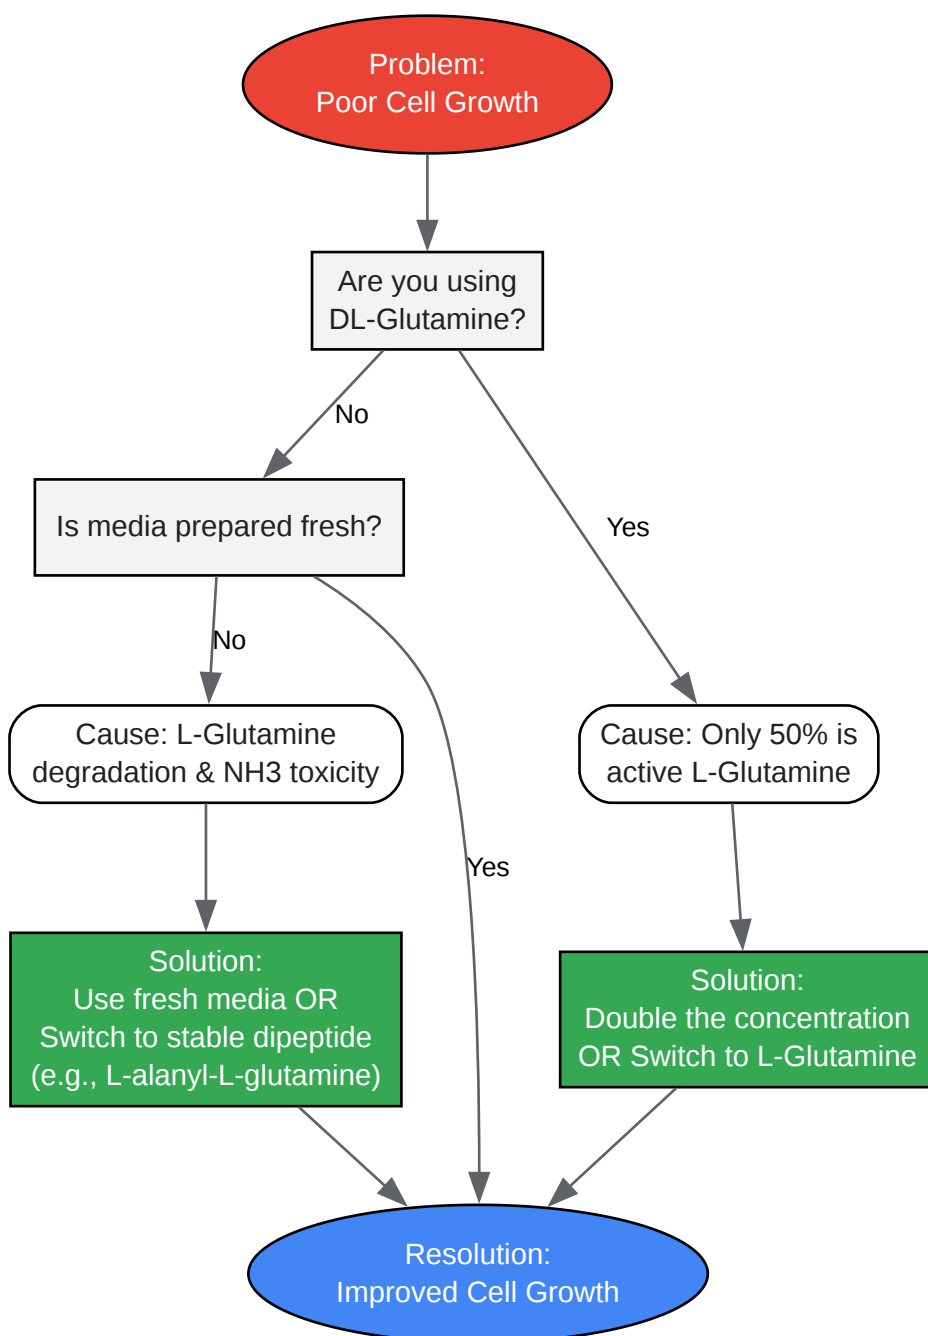 Problem:
Poor Cell Growth
Are you using
DL-Glutamine?
No
Yes
Is media prepared fresh?
No
Yes
Cause: L-Glutamine
degradation & NH3 toxicity
Cause: Only 50% is
active L-Glutamine
Solution:
Use fresh media OR
Switch to stable dipeptide
(e.g., L-alanyl-L-glutamine)
Solution:
Double the concentration
OR Switch to L-Glutamine
Resolution:
Improved Cell Growth